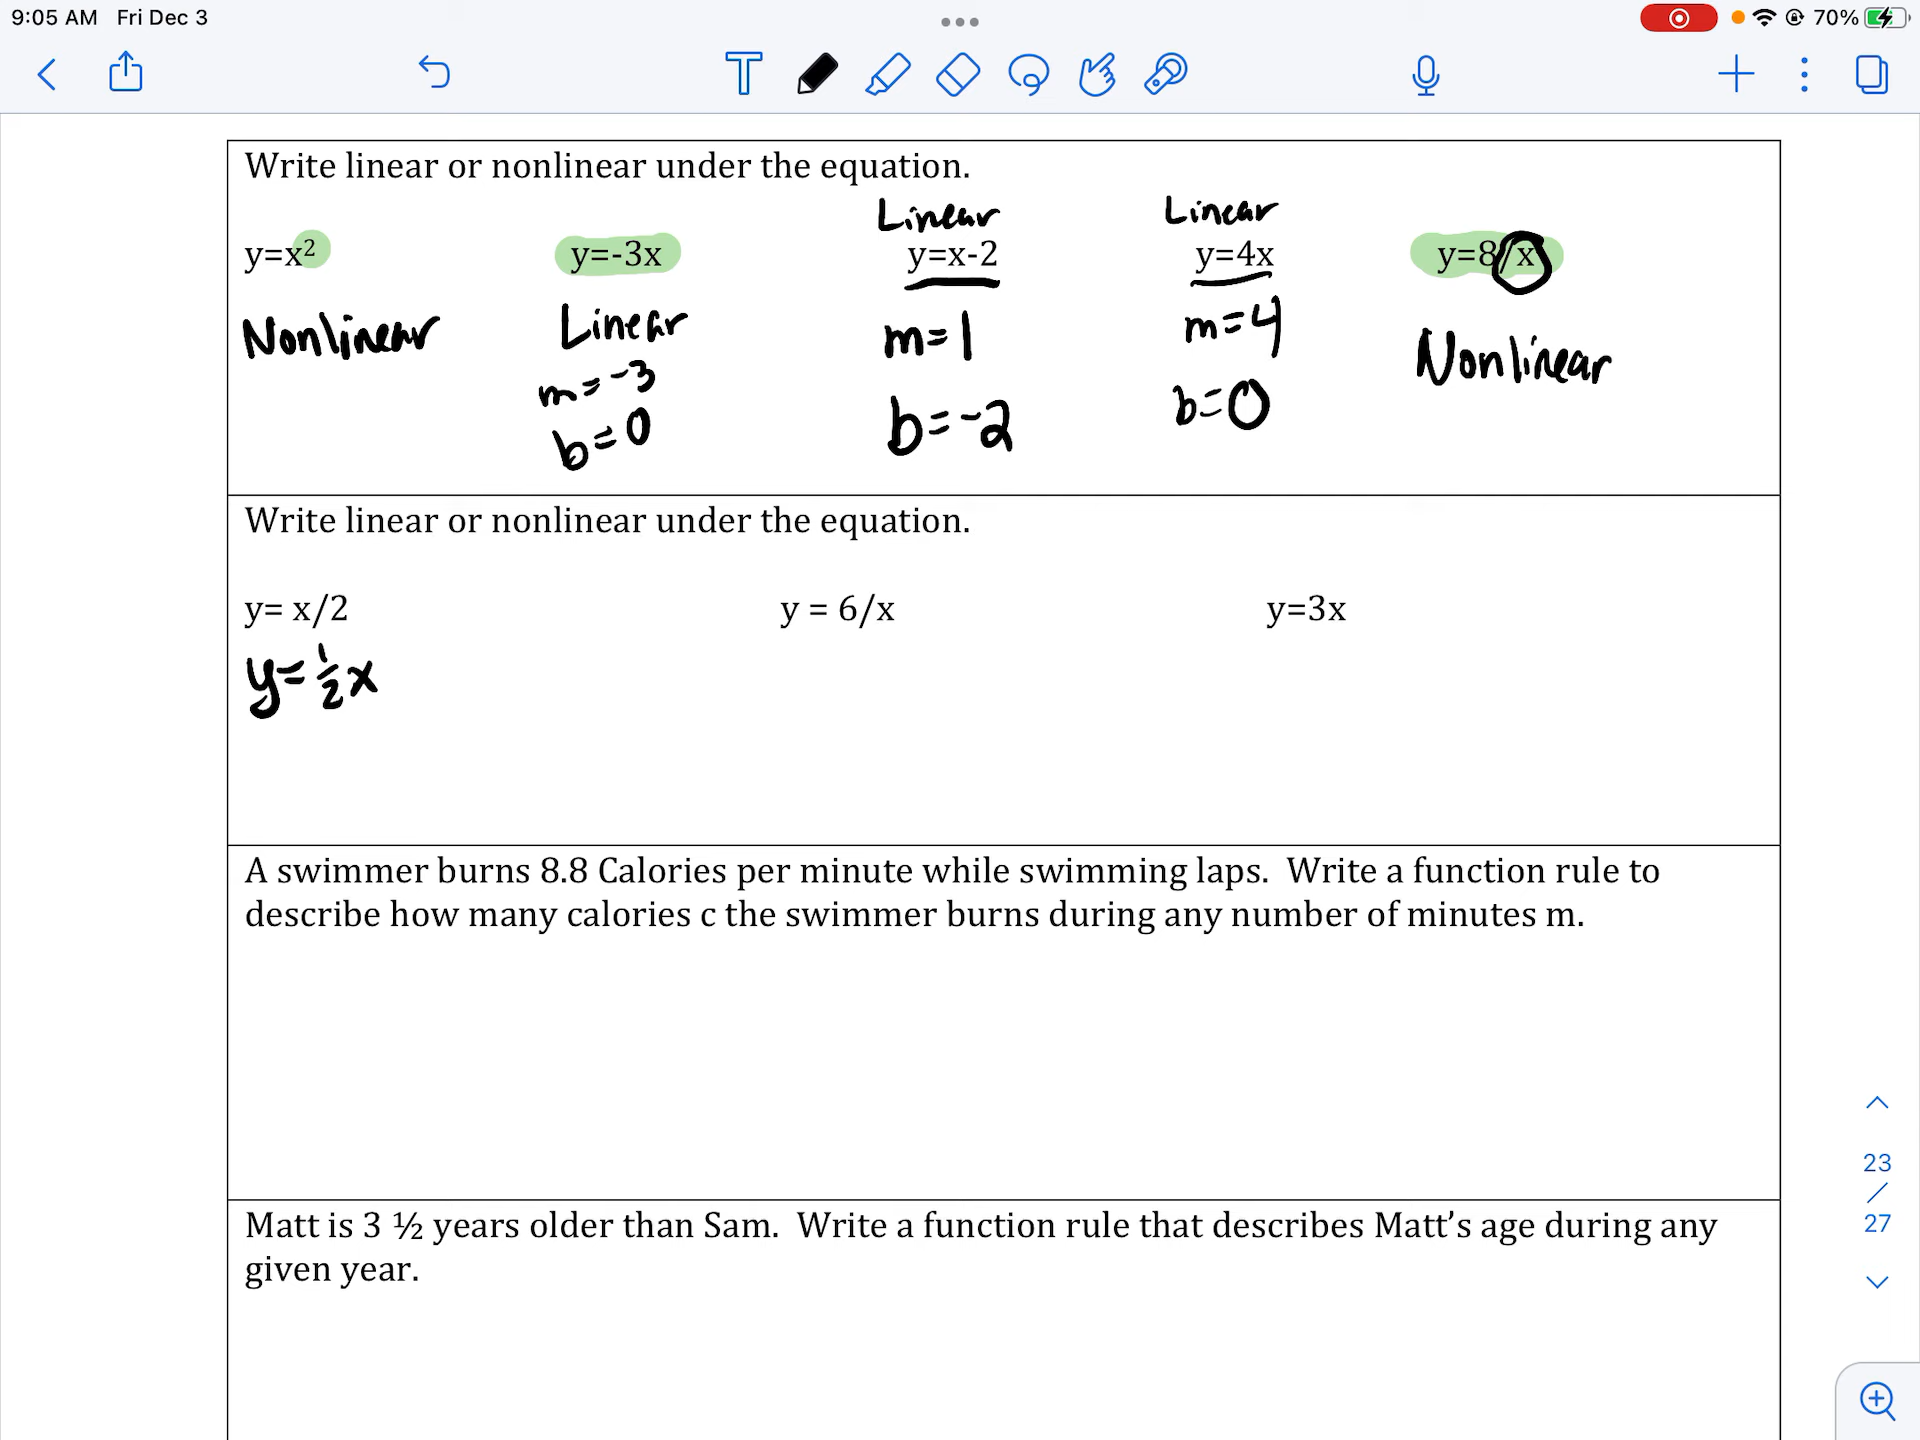 9:05 AM Fri Dec 3
70%
Write linear or nonlinear under the equation.
Linear Linear
y=x² y=-3x y=x-2 y=4x y=8/x
Nonlinear Linear m=1 m=4 Nonlinear
m=-3
b=0 b=-2 b=0
Write linear or nonlinear under the equation.
y= x/2 y = 6/x y=3x
y=½x
A swimmer burns 8.8 Calories per minute while swimming laps. Write a function rule to
describe how many calories c the swimmer burns during any number of minutes m.
Matt is 3 ½ years older than Sam. Write a function rule that describes Matt’s age during any
given year.
23
/
27